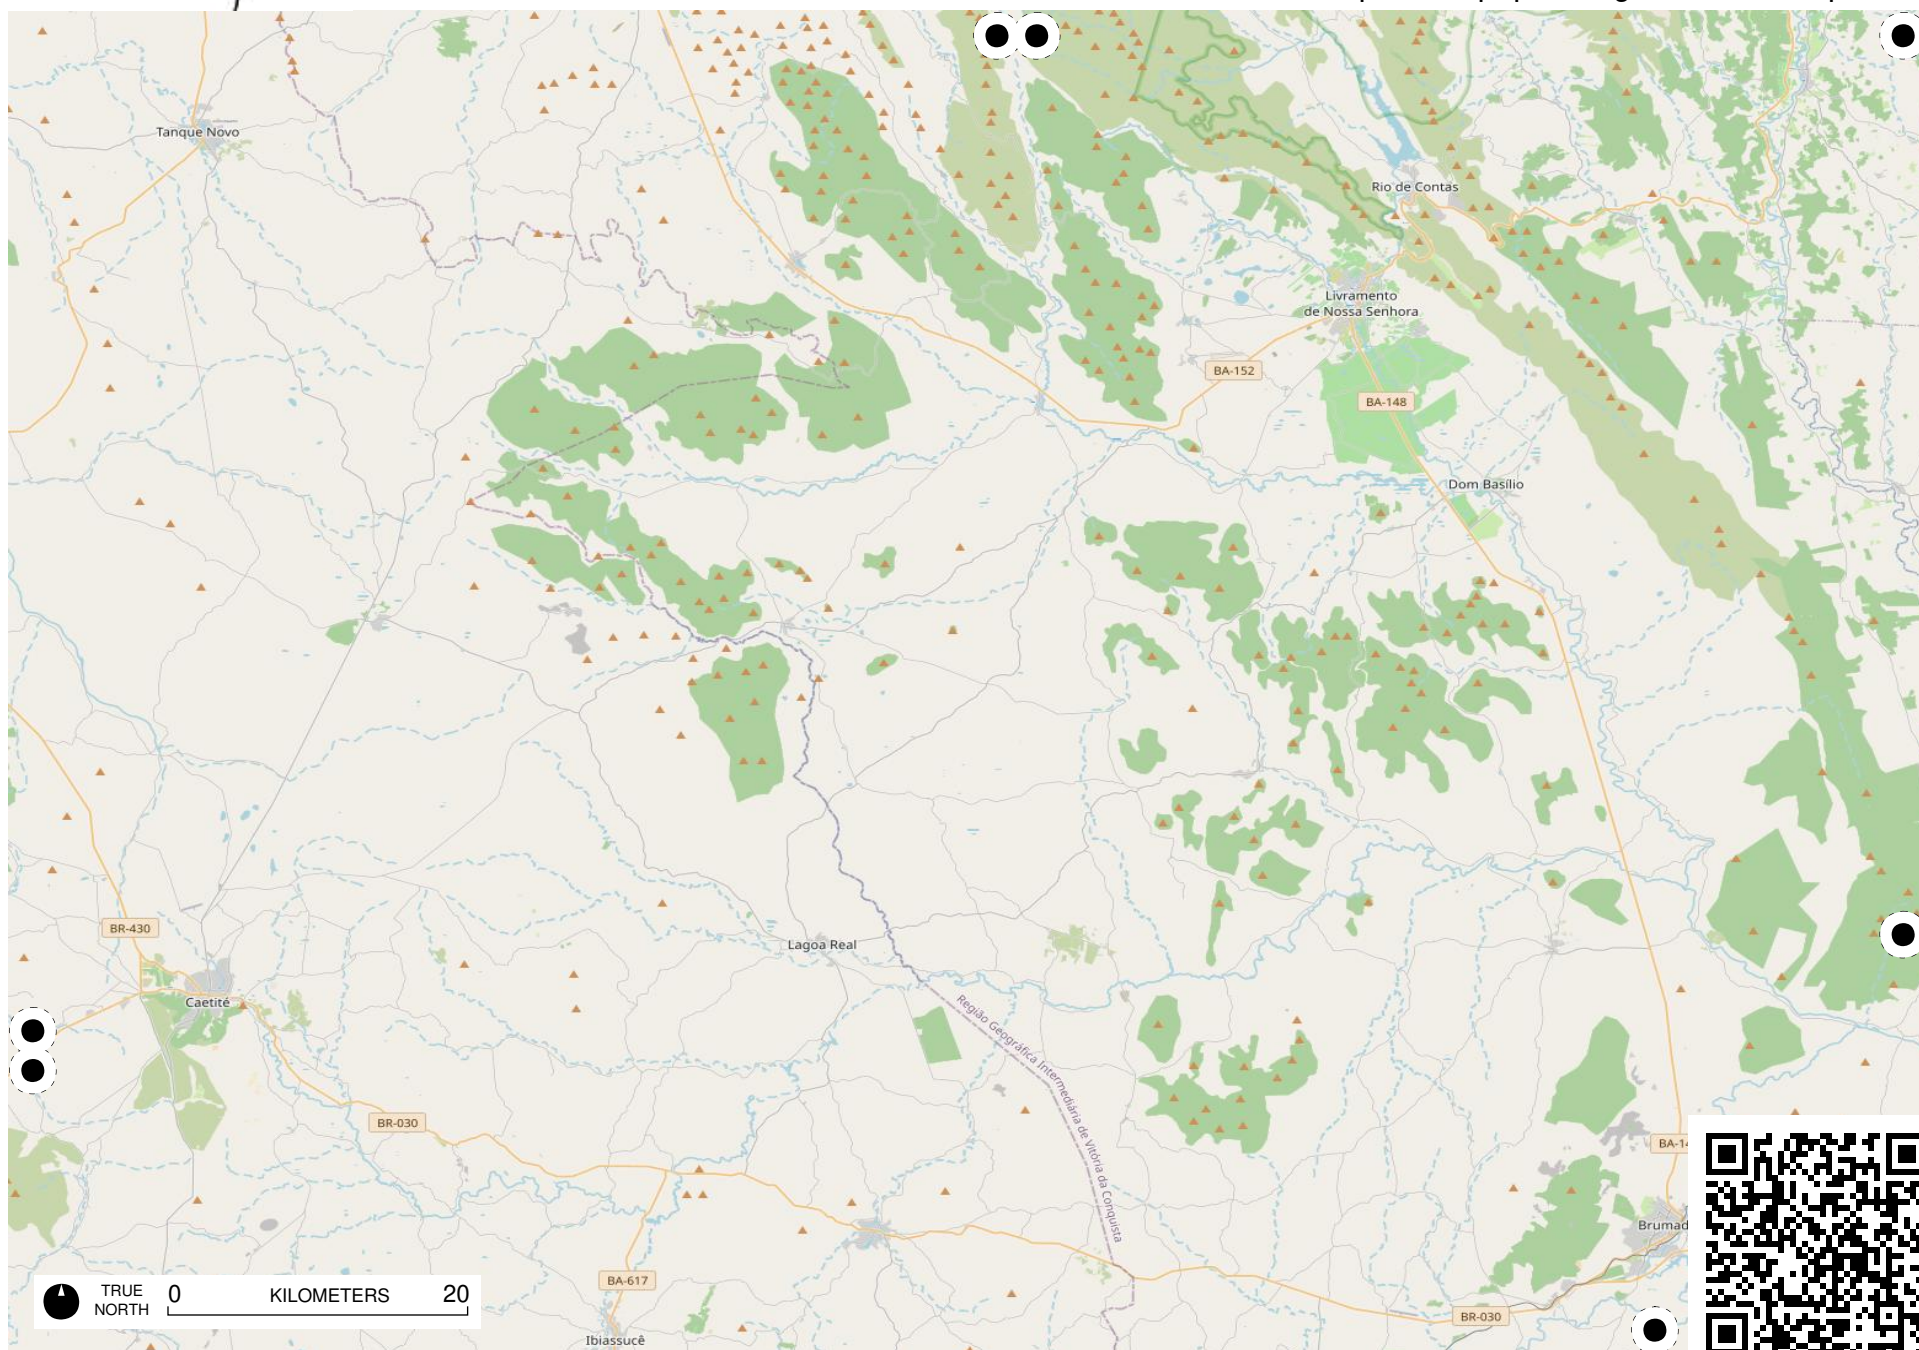 Tanque Novo
Rio de Contas
Livramento
de Nossa Senhora
BA-152
BA-148
Dom Basílio
BR-430
Lagoa Real
Caetité
Região Geográfica Intermediária de Vitória da Conquista
BR-030
BA-14
Brumad
BA-617
TRUE
NORTH
0 KILOMETERS 20
BR-030
Ibiassucê